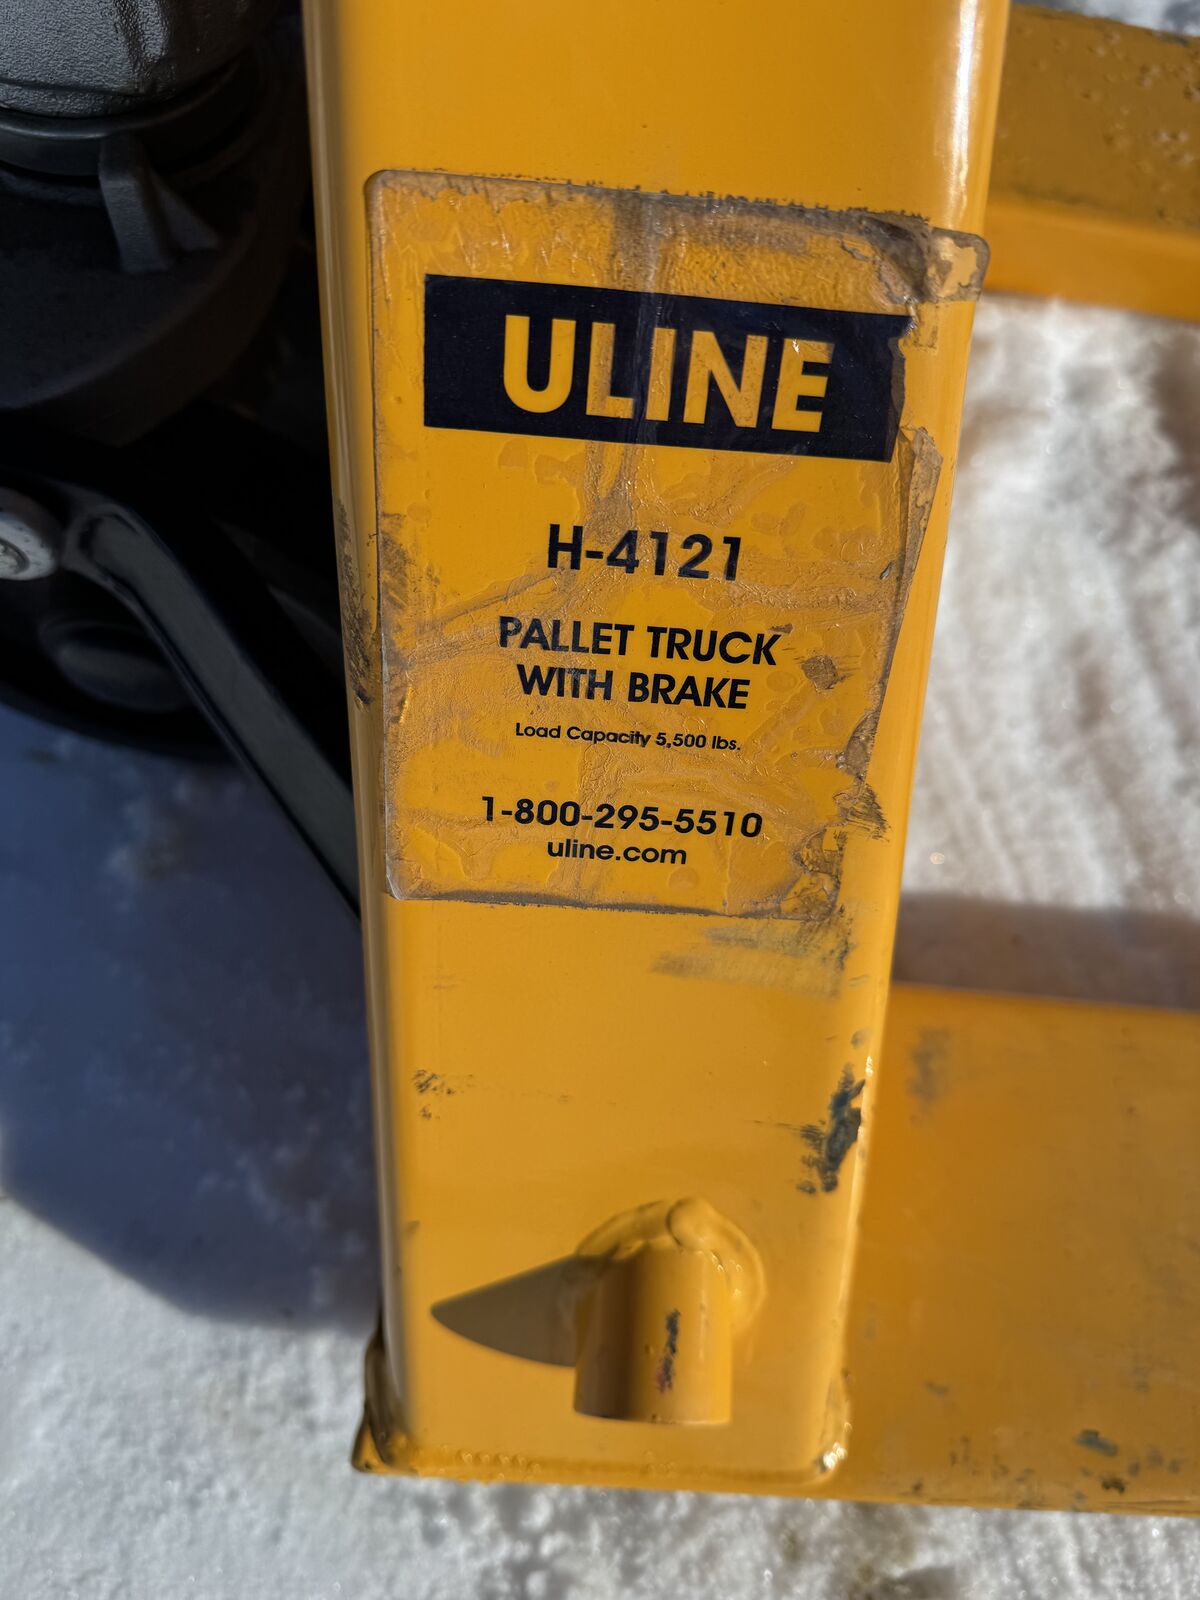 ULINE
H-4121
PALLET TRUCK
WITH BRAKE
Load Capacity 5,500 lbs.
1-800-295-5510
uline.com